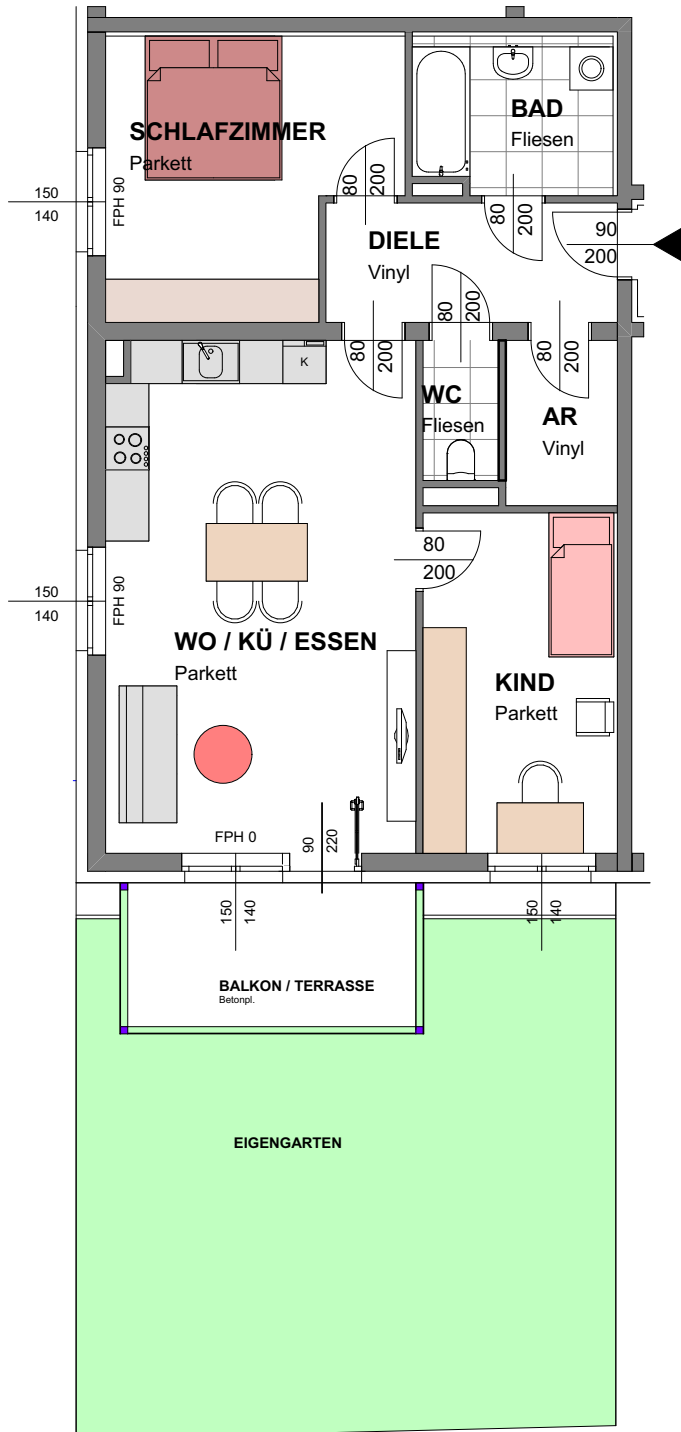 BAD
Fliesen
SCHLAFZIMMER
Parkett
80
200
80
200
150
140
FPH 90
DIELE
Vinyl
90
200
80
200
80
200
80
200
K
WC
Fliesen
AR
Vinyl
80
200
150
140
FPH 90
WO / KÜ / ESSEN
Parkett
KIND
Parkett
FPH 0
90
220
150
140
150
140
BALKON / TERRASSE
Betonpl.
EIGENGARTEN